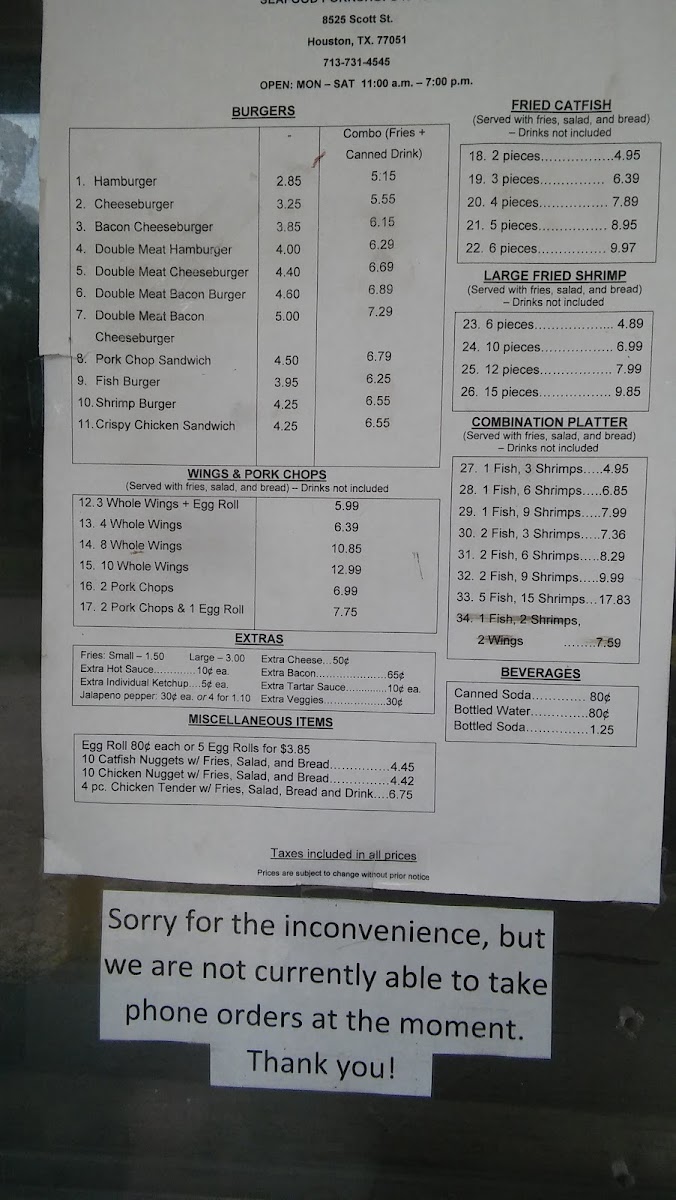 8525 Scott St.
Houston, TX. 77051
713-731-4545
OPEN: MON – SAT 11:00 a.m. – 7:00 p.m.
BURGERS
Combo (Fries +
Canned Drink)
1. Hamburger 2.85 5.15
2. Cheeseburger 3.25 5.55
3. Bacon Cheeseburger 3.85 6.15
4. Double Meat Hamburger 4.00 6.29
5. Double Meat Cheeseburger 4.40 6.69
6. Double Meat Bacon Burger 4.60 6.89
7. Double Meat Bacon 5.00 7.29
Cheeseburger
8. Pork Chop Sandwich 4.50 6.79
9. Fish Burger 3.95 6.25
10. Shrimp Burger 4.25 6.55
11. Crispy Chicken Sandwich 4.25 6.55
WINGS & PORK CHOPS
(Served with fries, salad, and bread) – Drinks not included
12. 3 Whole Wings + Egg Roll 5.99
13. 4 Whole Wings 6.39
14. 8 Whole Wings 10.85
15. 10 Whole Wings 12.99
16. 2 Pork Chops 6.99
17. 2 Pork Chops & 1 Egg Roll 7.75
EXTRAS
Fries: Small – 1.50 Large – 3.00 Extra Cheese...50¢
Extra Hot Sauce............10¢ ea. Extra Bacon........................65¢
Extra Individual Ketchup....5¢ ea. Extra Tartar Sauce.............10¢ ea.
Jalapeno pepper: 30¢ ea. or 4 for 1.10 Extra Veggies....................30¢
MISCELLANEOUS ITEMS
Egg Roll 80¢ each or 5 Egg Rolls for $3.85
10 Catfish Nuggets w/ Fries, Salad, and Bread...............4.45
10 Chicken Nugget w/ Fries, Salad, and Bread...............4.42
4 pc. Chicken Tender w/ Fries, Salad, Bread and Drink....6.75
FRIED CATFISH
(Served with fries, salad, and bread)
– Drinks not included
18. 2 pieces.................4.95
19. 3 pieces................ 6.39
20. 4 pieces................ 7.89
21. 5 pieces................ 8.95
22. 6 pieces................ 9.97
LARGE FRIED SHRIMP
(Served with fries, salad, and bread)
– Drinks not included
23. 6 pieces.................. 4.89
24. 10 pieces................. 6.99
25. 12 pieces................. 7.99
26. 15 pieces................. 9.85
COMBINATION PLATTER
(Served with fries, salad, and bread)
– Drinks not included
27. 1 Fish, 3 Shrimps.....4.95
28. 1 Fish, 6 Shrimps.....6.85
29. 1 Fish, 9 Shrimps.....7.99
30. 2 Fish, 3 Shrimps.....7.36
31. 2 Fish, 6 Shrimps.....8.29
32. 2 Fish, 9 Shrimps.....9.99
33. 5 Fish, 15 Shrimps...17.83
34. 1 Fish, 2 Shrimps,
2 Wings ........7.59
BEVERAGES
Canned Soda............. 80¢
Bottled Water.............80¢
Bottled Soda...............1.25
Taxes included in all prices
Prices are subject to change without prior notice
Sorry for the inconvenience, but
we are not currently able to take
phone orders at the moment.
Thank you!